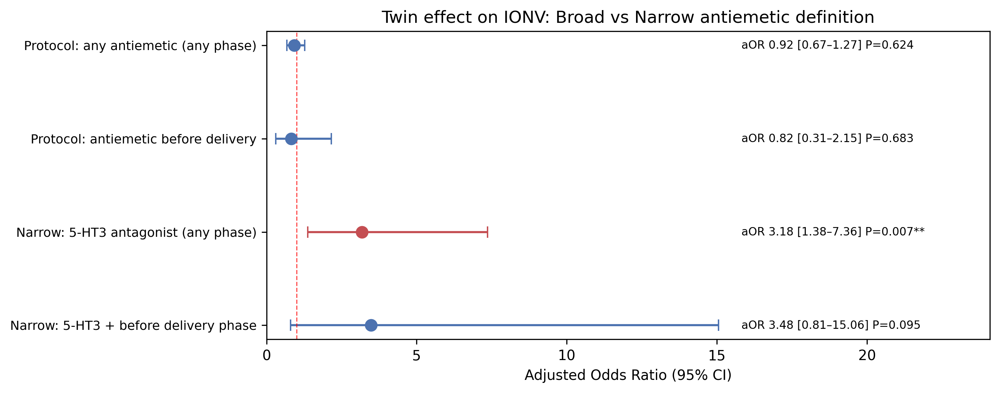 Twin effect on IONV: Broad vs Narrow antiemetic definition
Protocol: any antiemetic (any phase)
aOR 0.92 [0.67–1.27] P=0.624
Protocol: antiemetic before delivery
aOR 0.82 [0.31–2.15] P=0.683
Narrow: 5-HT3 antagonist (any phase)
aOR 3.18 [1.38–7.36] P=0.007**
Narrow: 5-HT3 + before delivery phase
aOR 3.48 [0.81–15.06] P=0.095
0 5 10 15 20
Adjusted Odds Ratio (95% CI)